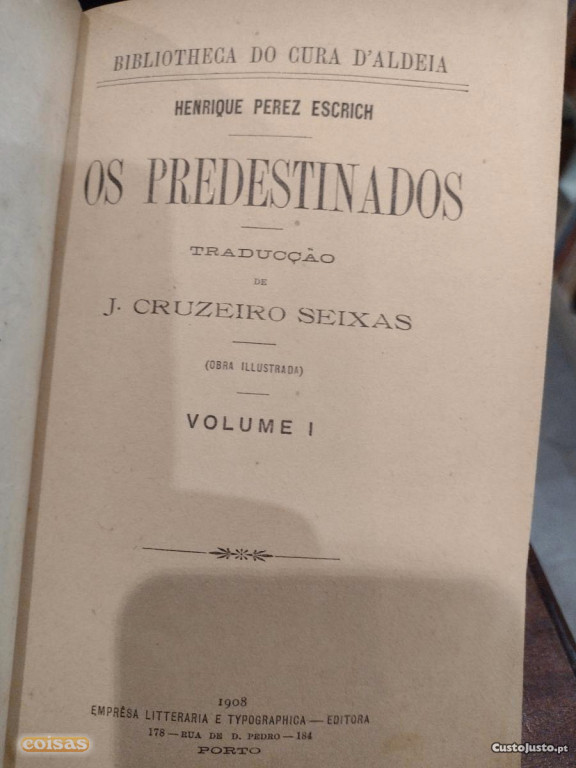 BIBLIOTHECA DO CURA D'ALDEIA
HENRIQUE PEREZ ESCRICH
OS PREDESTINADOS
TRADUCÇÃO
DE
J. CRUZEIRO SEIXAS
(OBRA ILLUSTRADA)
VOLUME I
1908
EMPRÊSA LITTERARIA E TYPOGRAPHICA — EDITORA
178 — RUA DE D. PEDRO — 184
PORTO
coisas
CustoJusto.pt